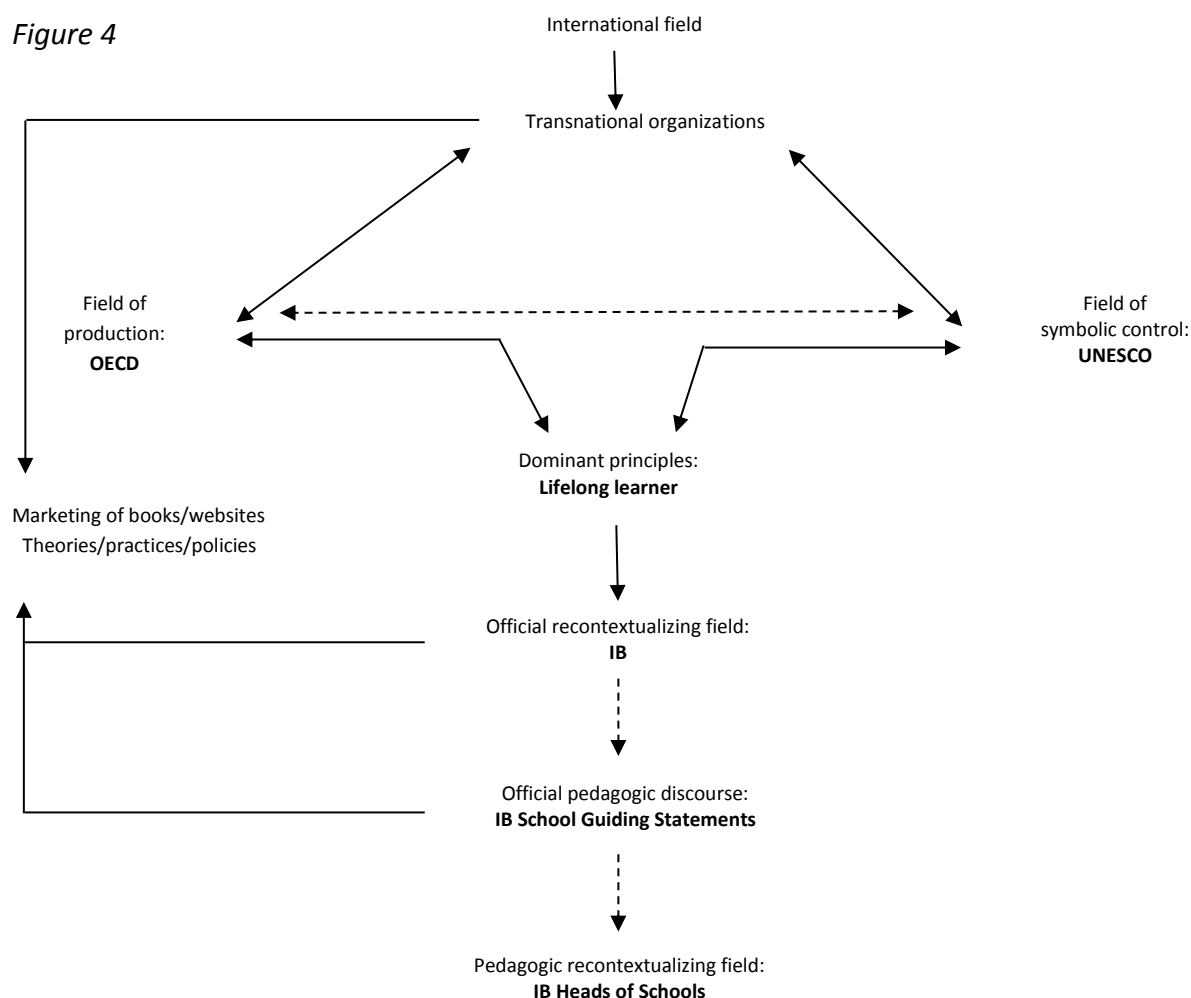 Figure 4
International field
Transnational organizations
Field of
production:
OECD
Field of
symbolic control:
UNESCO
Dominant principles:
Lifelong learner
Marketing of books/websites
Theories/practices/policies
Official recontextualizing field:
IB
Official pedagogic discourse:
IB School Guiding Statements
Pedagogic recontextualizing field:
IB Heads of Schools